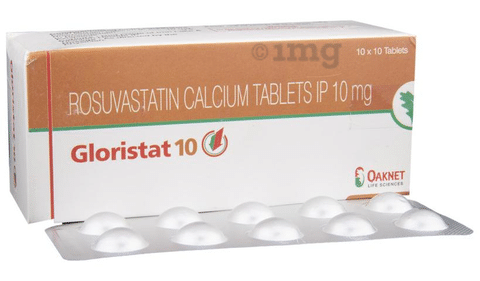 10 x 10 Tablets
1mg
ROSUVASTATIN CALCIUM TABLETS IP 10 mg
Gloristat 10
OAKNET
LIFE SCIENCES